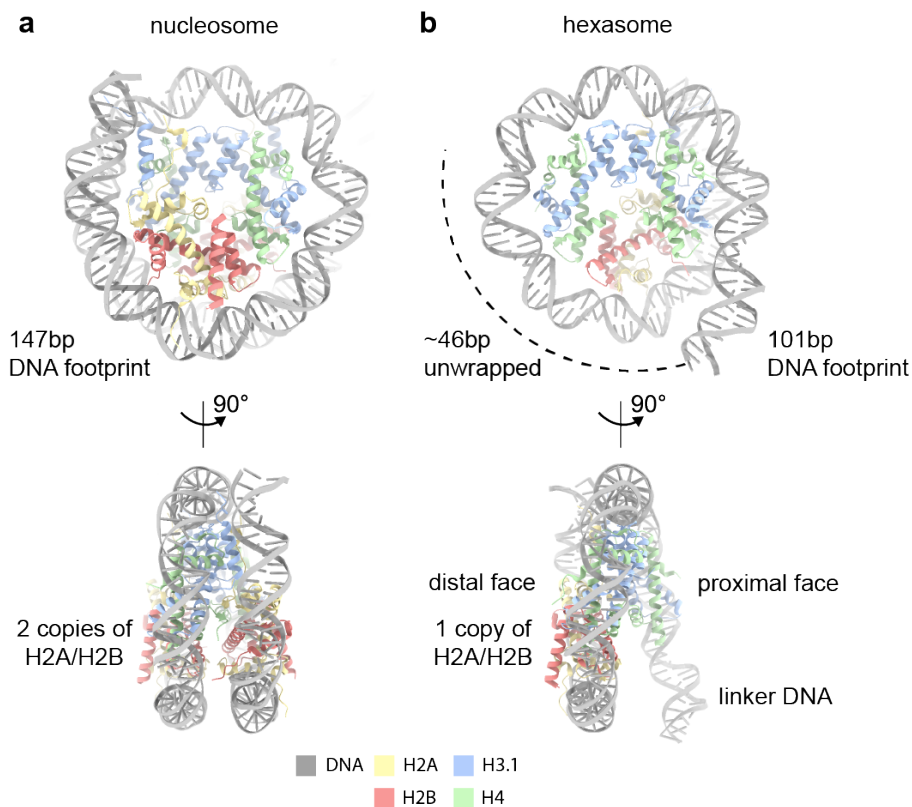 a
nucleosome
b
hexasome
147bp
DNA footprint
~46bp
unwrapped
101bp
DNA footprint
90°
90°
2 copies of
H2A/H2B
distal face
1 copy of
H2A/H2B
proximal face
linker DNA
DNA
H2A
H3.1
H2B
H4